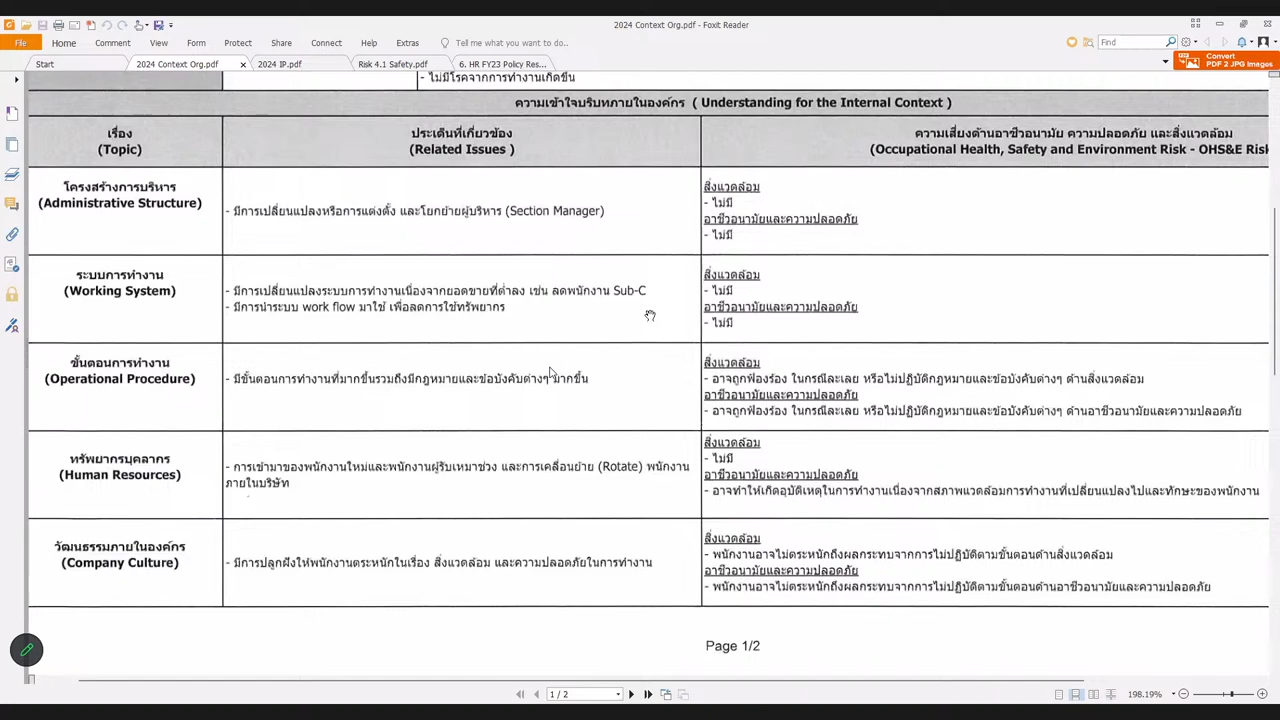 2024 Context Org.pdf - Foxit Reader
File Home Comment View Form Protect Share Connect Help Extras Tell me what you want to do... Find
Convert
PDF 2 JPG Images
Start 2024 Context Org.pdf 2024 IP.pdf Risk 4.1 Safety.pdf 6. HR FY23 Policy Res...
- ไม่มีโรคจากการทำงานเกิดขึ้น
ความเข้าใจบริบทภายในองค์กร ( Understanding for the Internal Context )
เรื่อง
(Topic)
ประเด็นที่เกี่ยวข้อง
(Related Issues )
ความเสี่ยงด้านอาชีวอนามัย ความปลอดภัย และสิ่งแวดล้อม
(Occupational Health, Safety and Environment Risk - OHS&E Risk
โครงสร้างการบริหาร
(Administrative Structure)
- มีการเปลี่ยนแปลงหรือการแต่งตั้ง และโยกย้ายผู้บริหาร (Section Manager)
สิ่งแวดล้อม
- ไม่มี
อาชีวอนามัยและความปลอดภัย
- ไม่มี
ระบบการทำงาน
(Working System)
- มีการเปลี่ยนแปลงระบบการทำงานเนื่องจากยอดขายที่ต่ำลง เช่น ลดพนักงาน Sub-C
- มีการนำระบบ work flow มาใช้ เพื่อลดการใช้ทรัพยากร
สิ่งแวดล้อม
- ไม่มี
อาชีวอนามัยและความปลอดภัย
- ไม่มี
ขั้นตอนการทำงาน
(Operational Procedure)
- มีขั้นตอนการทำงานที่มากขึ้นรวมถึงมีกฎหมายและข้อบังคับต่างๆ มากขึ้น
สิ่งแวดล้อม
- อาจถูกฟ้องร้อง ในกรณีละเลย หรือไม่ปฏิบัติกฎหมายและข้อบังคับต่างๆ ด้านสิ่งแวดล้อม
อาชีวอนามัยและความปลอดภัย
- อาจถูกฟ้องร้อง ในกรณีละเลย หรือไม่ปฏิบัติกฎหมายและข้อบังคับต่างๆ ด้านอาชีวอนามัยและความปลอดภัย
ทรัพยากรบุคลากร
(Human Resources)
- การเข้ามาของพนักงานใหม่และพนักงานผู้รับเหมาช่วง และการเคลื่อนย้าย (Rotate) พนักงาน
ภายในบริษัท
สิ่งแวดล้อม
- ไม่มี
อาชีวอนามัยและความปลอดภัย
- อาจทำให้เกิดอุบัติเหตุในการทำงานเนื่องจากสภาพแวดล้อมการทำงานที่เปลี่ยนแปลงไปและทักษะของพนักงาน
วัฒนธรรมภายในองค์กร
(Company Culture)
- มีการปลูกฝังให้พนักงานตระหนักในเรื่อง สิ่งแวดล้อม และความปลอดภัยในการทำงาน
สิ่งแวดล้อม
- พนักงานอาจไม่ตระหนักถึงผลกระทบจากการไม่ปฏิบัติตามขั้นตอนด้านสิ่งแวดล้อม
อาชีวอนามัยและความปลอดภัย
- พนักงานอาจไม่ตระหนักถึงผลกระทบจากการไม่ปฏิบัติตามขั้นตอนด้านอาชีวอนามัยและความปลอดภัย
Page 1/2
1 / 2
198.19%